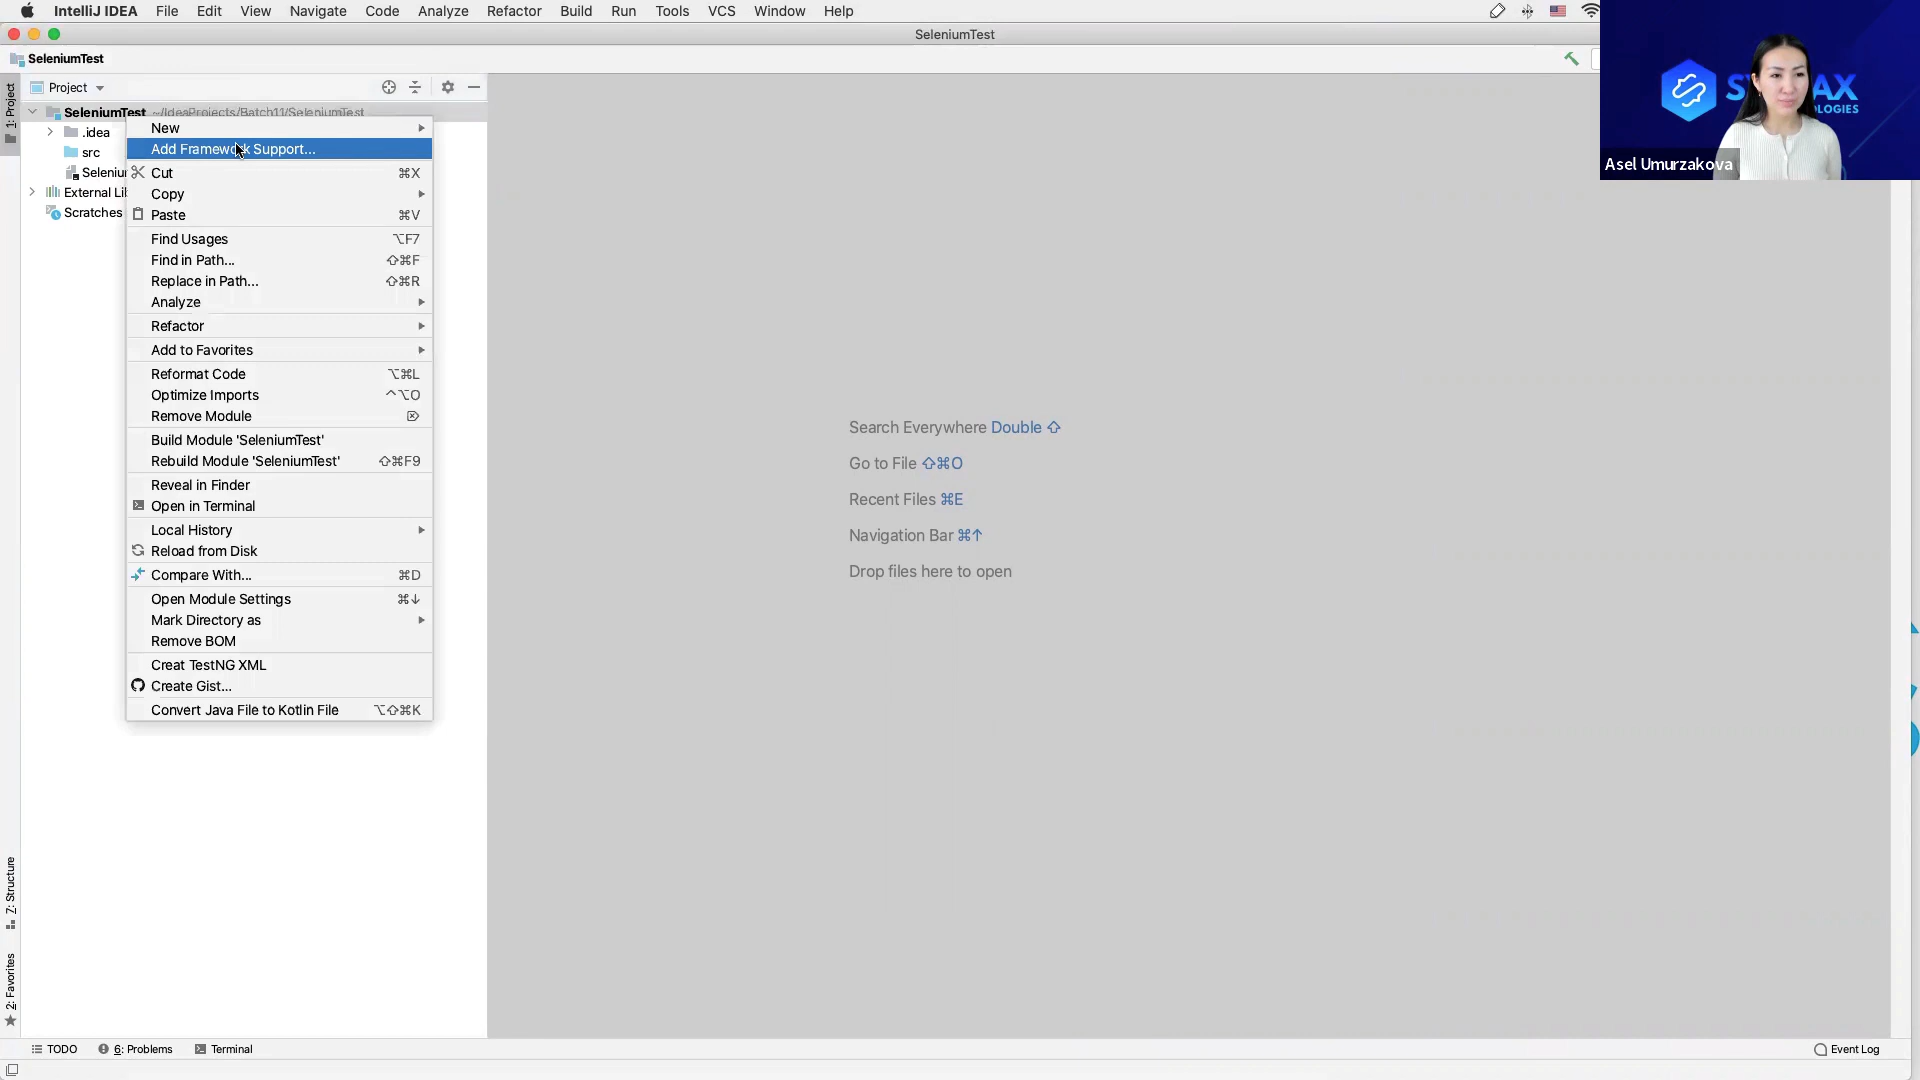 IntelliJ IDEA File Edit View Navigate Code Analyze Refactor Build Run Tools VCS Window Help
SeleniumTest
SeleniumTest
Project
SeleniumTest ~/IdeaProjects/Batch11/SeleniumTest
.idea
src
External Li
Scratches
1: Project
New
Add Framework Support...
Cut ⌘X
Copy
Paste ⌘V
Find Usages ⌥F7
Find in Path... ⇧⌘F
Replace in Path... ⇧⌘R
Analyze
Refactor
Add to Favorites
Reformat Code ⌥⌘L
Optimize Imports ^⌥O
Remove Module ⌦
Build Module 'SeleniumTest'
Rebuild Module 'SeleniumTest' ⇧⌘F9
Reveal in Finder
Open in Terminal
Local History
Reload from Disk
Compare With... ⌘D
Open Module Settings ⌘↓
Mark Directory as
Remove BOM
Creat TestNG XML
Create Gist...
Convert Java File to Kotlin File ⌥⇧⌘K
Search Everywhere Double ⇧
Go to File ⇧⌘O
Recent Files ⌘E
Navigation Bar ⌘↑
Drop files here to open
Asel Umurzakova
Z: Structure
2: Favorites
TODO 6: Problems Terminal Event Log